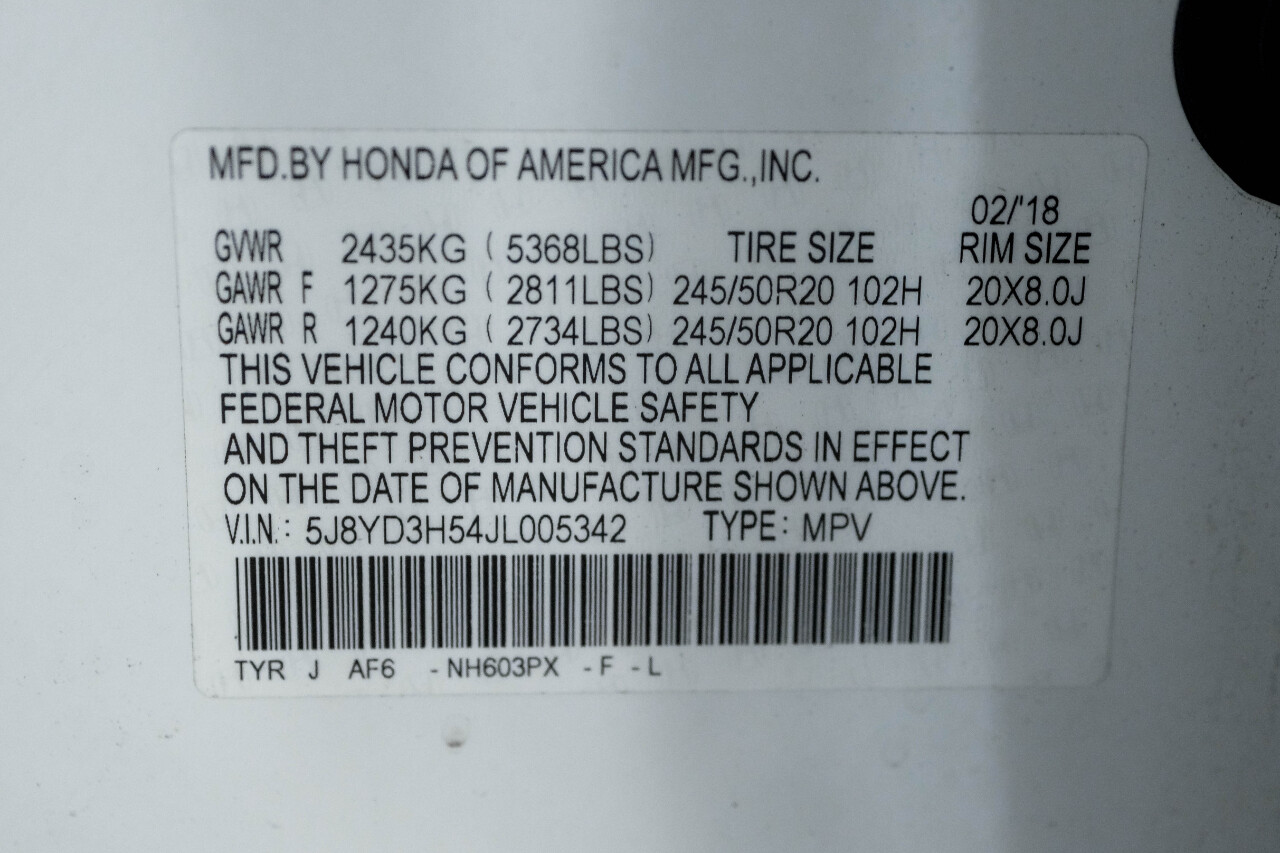 MFD.BY HONDA OF AMERICA MFG.,INC.
02/'18
GVWR 2435KG ( 5368LBS) TIRE SIZE RIM SIZE
GAWR F 1275KG ( 2811LBS) 245/50R20 102H 20X8.0J
GAWR R 1240KG ( 2734LBS) 245/50R20 102H 20X8.0J
THIS VEHICLE CONFORMS TO ALL APPLICABLE
FEDERAL MOTOR VEHICLE SAFETY
AND THEFT PREVENTION STANDARDS IN EFFECT
ON THE DATE OF MANUFACTURE SHOWN ABOVE.
V.I.N.: 5J8YD3H54JL005342 TYPE: MPV
TYR J AF6 -NH603PX -F -L